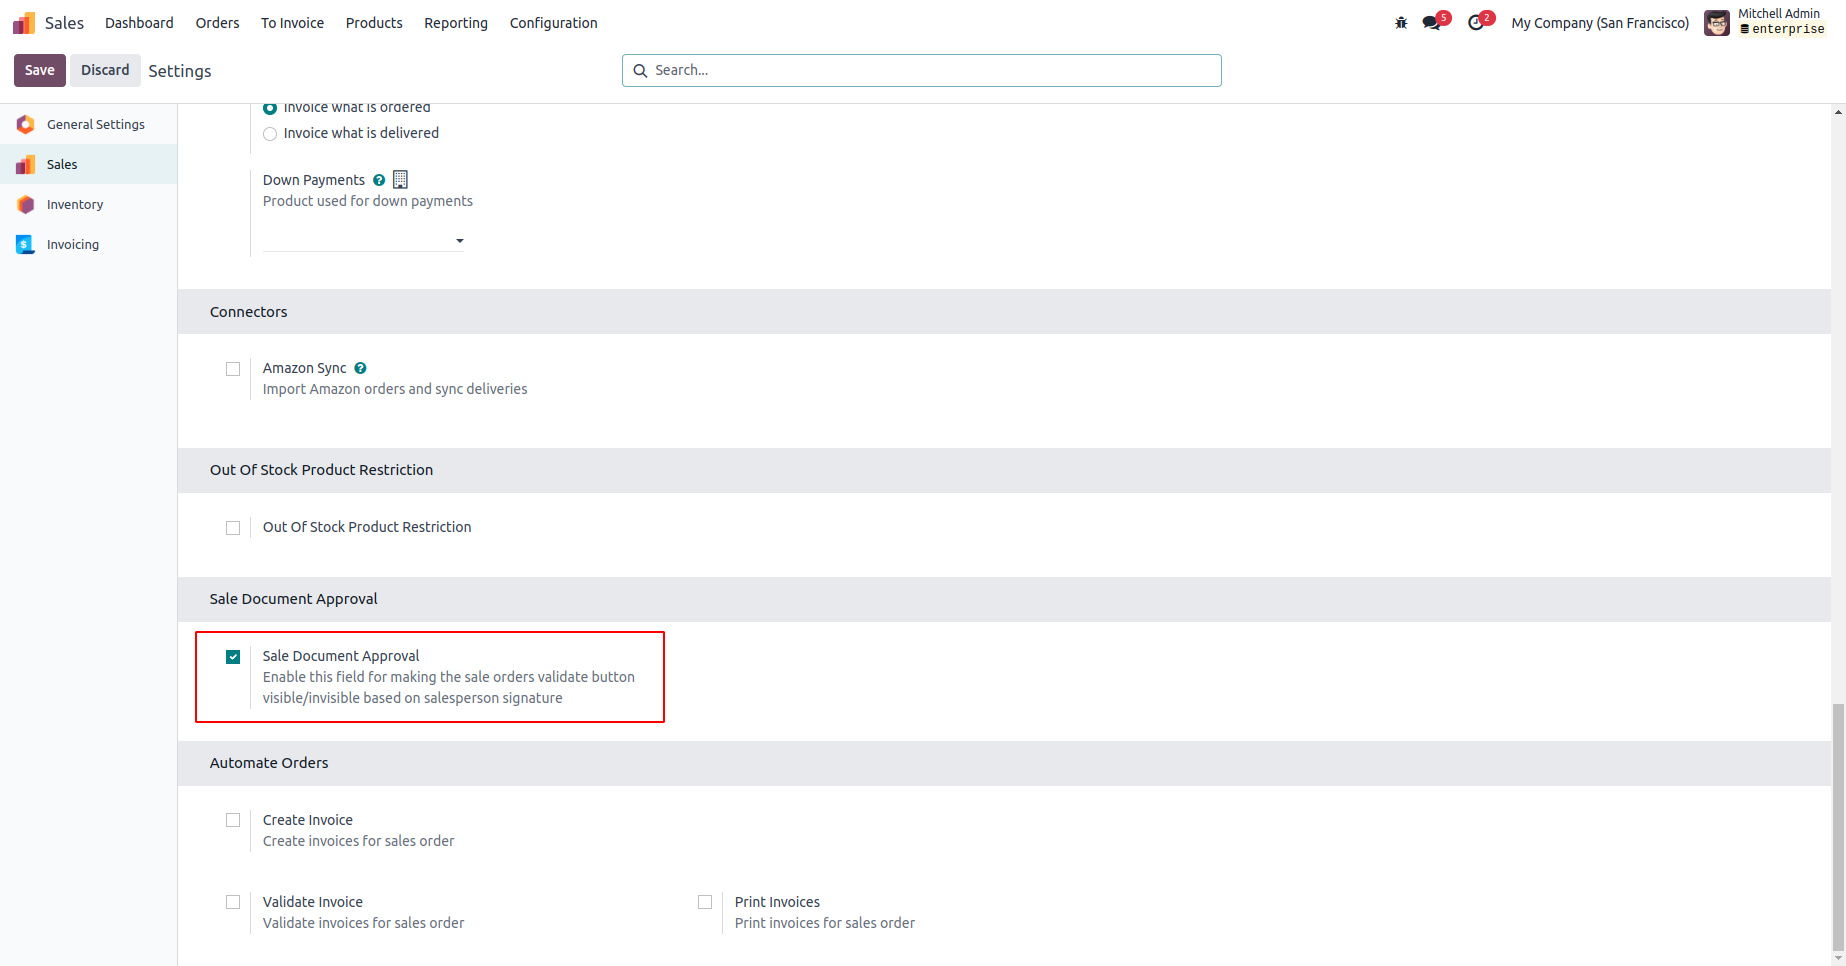 Sales Dashboard Orders To Invoice Products Reporting Configuration 5 2 My Company (San Francisco) Mitchell Admin
enterprise
Save Discard Settings Search...
General Settings
Sales
Inventory
Invoicing
Invoice what is ordered
Invoice what is delivered
Down Payments ?
Product used for down payments
Connectors
Amazon Sync ?
Import Amazon orders and sync deliveries
Out Of Stock Product Restriction
Out Of Stock Product Restriction
Sale Document Approval
Sale Document Approval
Enable this field for making the sale orders validate button
visible/invisible based on salesperson signature
Automate Orders
Create Invoice
Create invoices for sales order
Validate Invoice
Validate invoices for sales order
Print Invoices
Print invoices for sales order